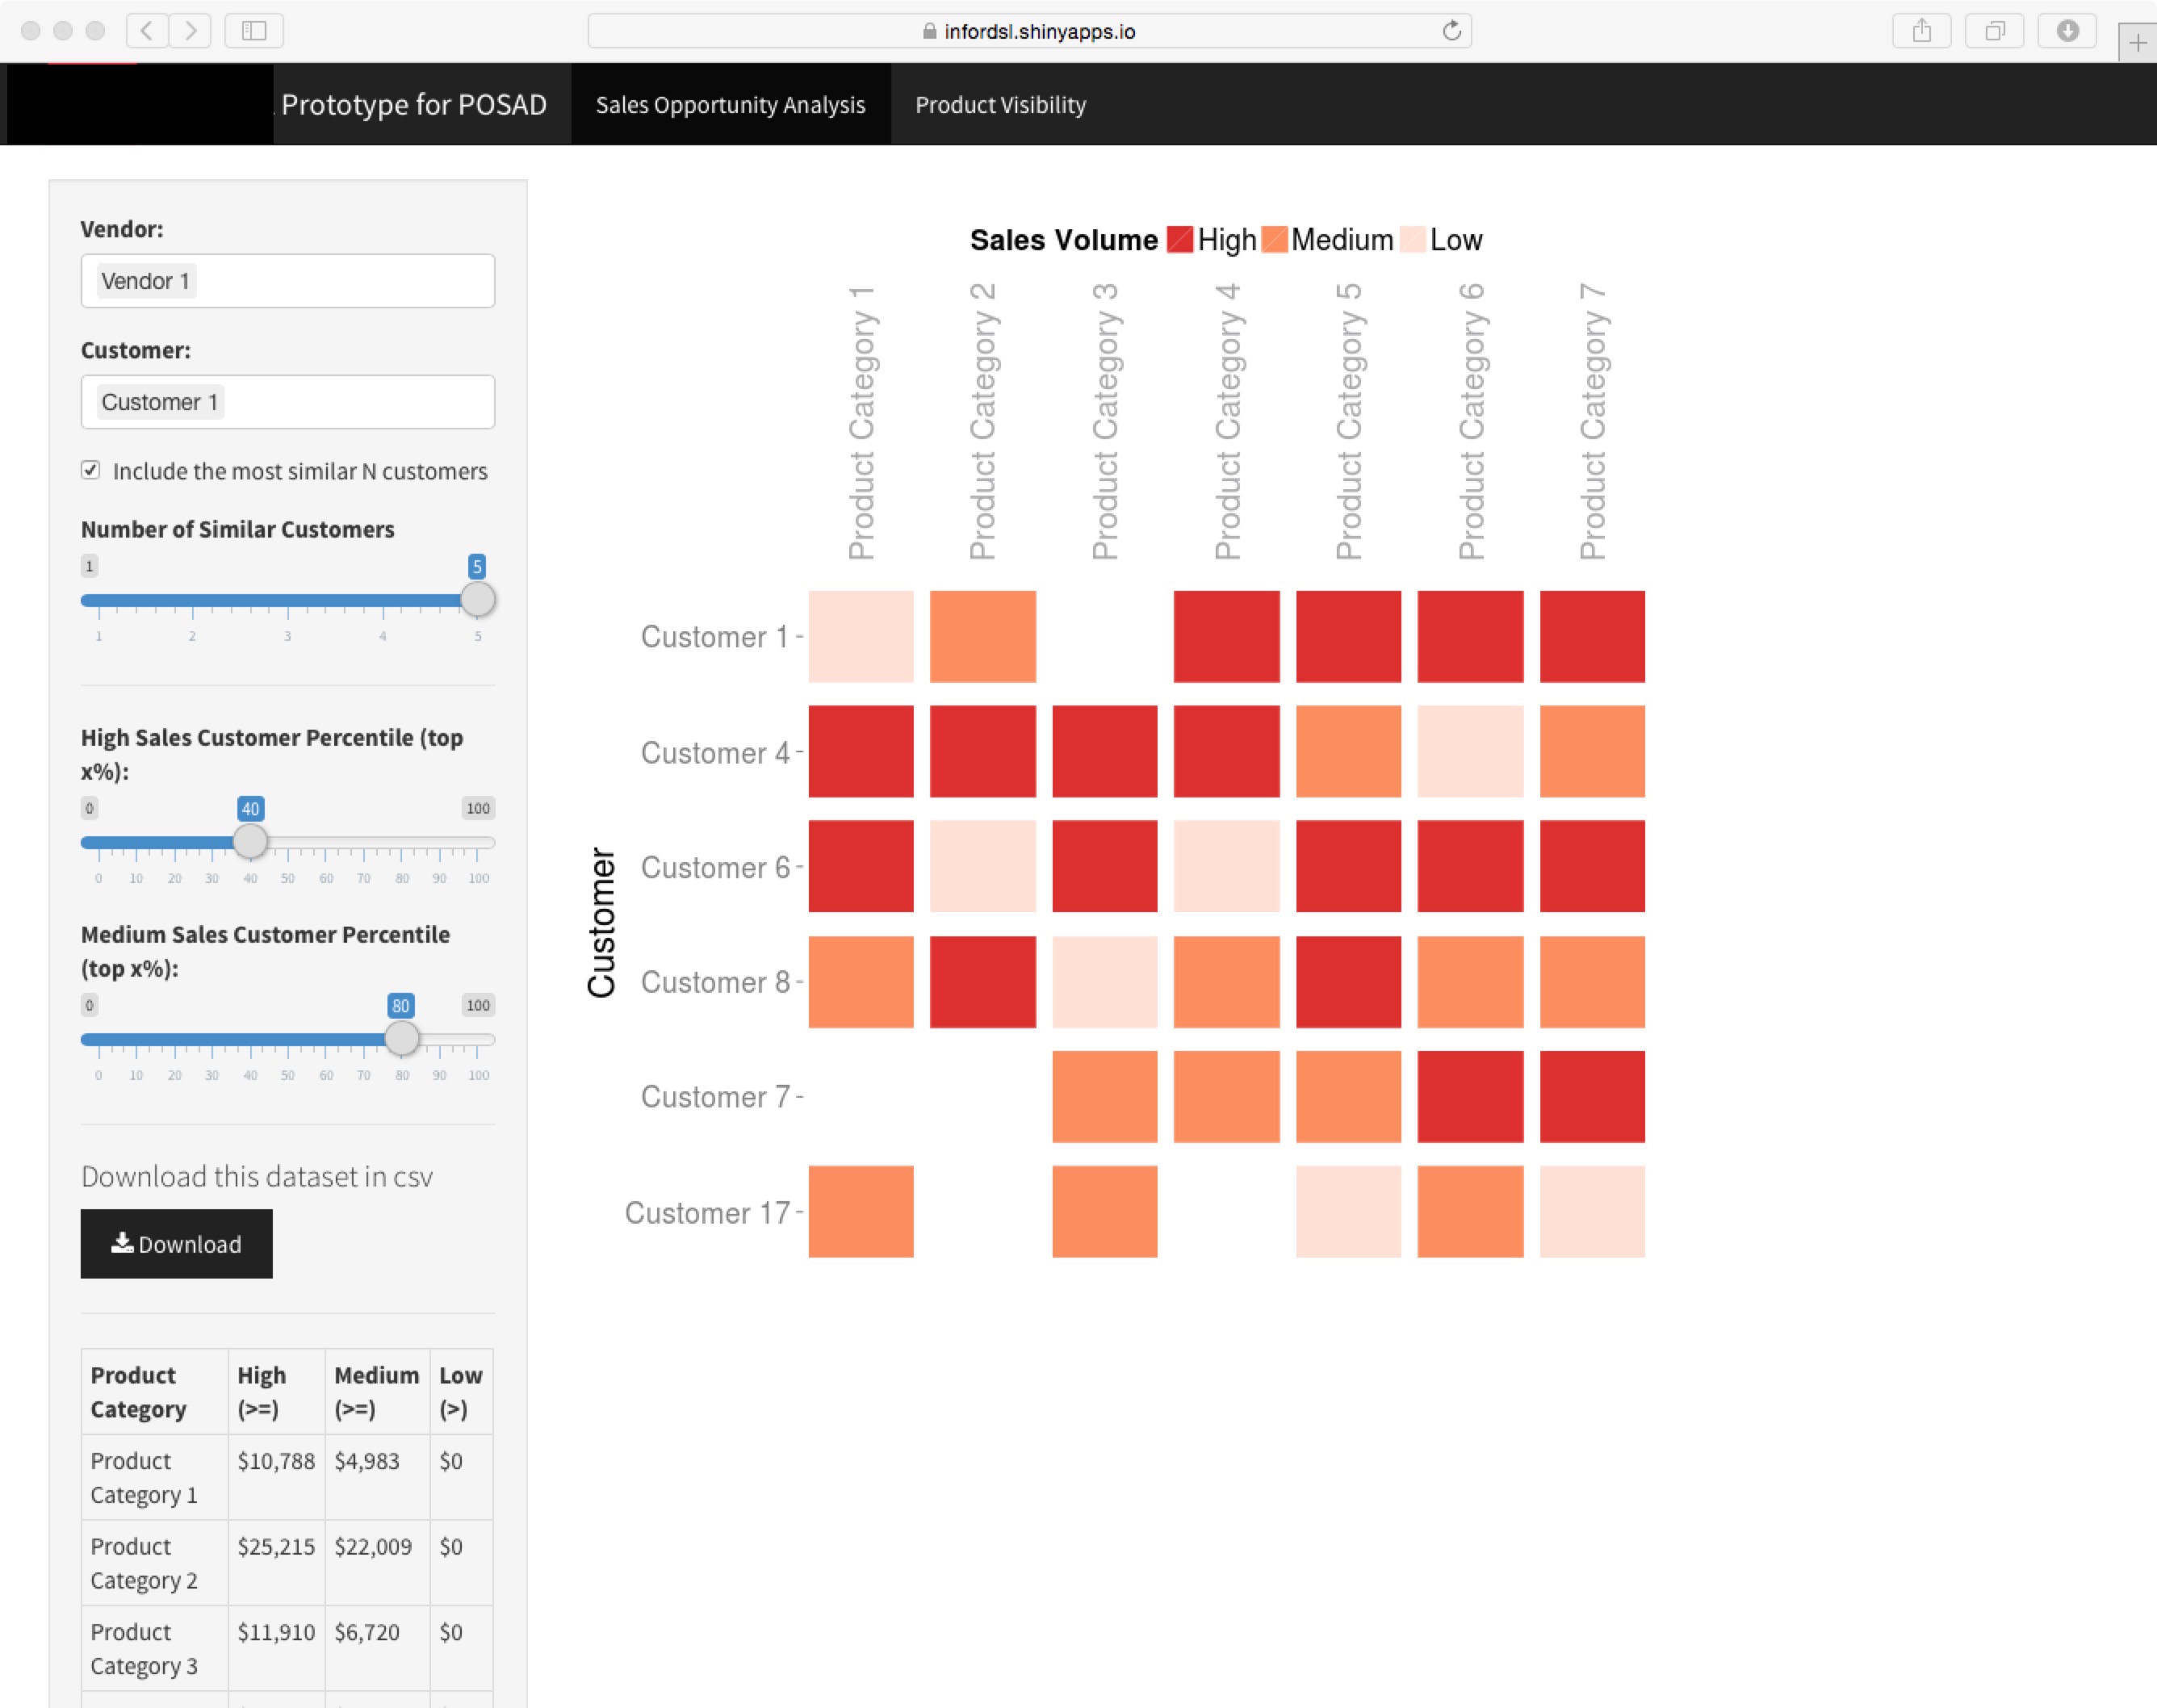 infordsl.shinyapps.io
Prototype for POSAD
Sales Opportunity Analysis
Product Visibility
Vendor:
Vendor 1
Customer:
Customer 1
Include the most similar N customers
Number of Similar Customers
1
5
1 2 3 4 5
High Sales Customer Percentile (top
x%):
0
40
100
0 10 20 30 40 50 60 70 80 90 100
Medium Sales Customer Percentile
(top x%):
0
80
100
0 10 20 30 40 50 60 70 80 90 100
Download this dataset in csv
Download
Product High Medium Low
Category (>=) (>=) (>)
Product $10,788 $4,983 $0
Category 1
Product $25,215 $22,009 $0
Category 2
Product $11,910 $6,720 $0
Category 3
Sales Volume High Medium Low
Product Category 1
Product Category 2
Product Category 3
Product Category 4
Product Category 5
Product Category 6
Product Category 7
Customer
Customer 1
Customer 4
Customer 6
Customer 8
Customer 7
Customer 17